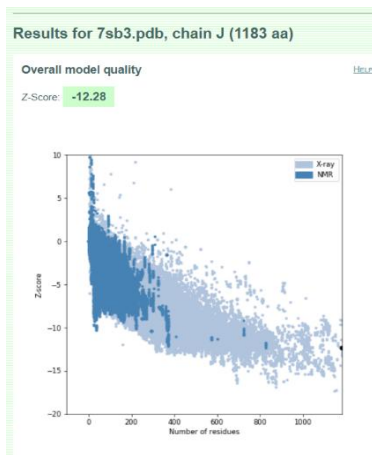 Results for 7sb3.pdb, chain J (1183 aa)
Overall model quality
HELP
Z-Score: -12.28
X-ray
NMR
10
5
0
−5
−10
−15
−20
Z-score
0 200 400 600 800 1000
Number of residues